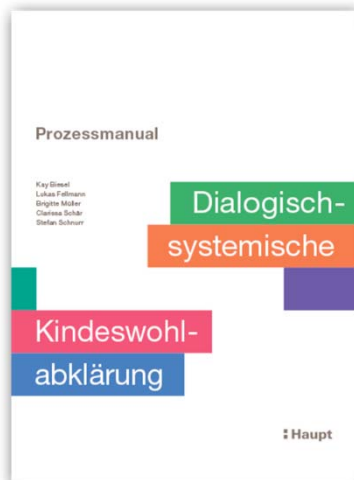 Prozessmanual
Kay Biesel
Lukas Fellmann
Brigitte Müller
Clarissa Schär
Stefan Schnurr
Dialogisch-
systemische
Kindeswohl-
abklärung
Haupt